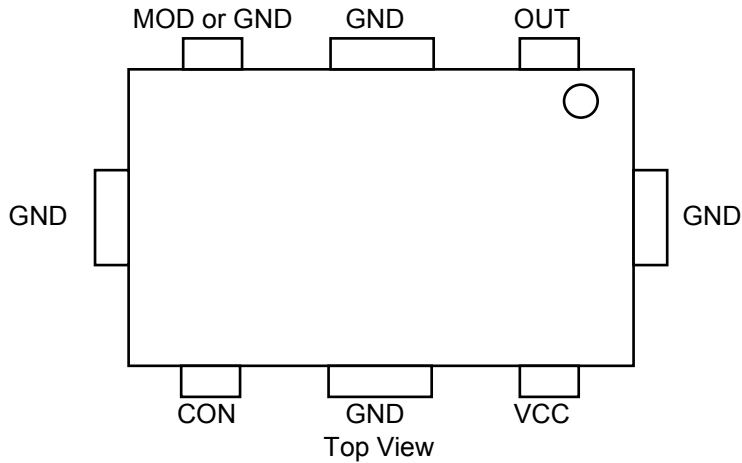 MOD or GND GND OUT
GND GND
CON GND VCC
Top View